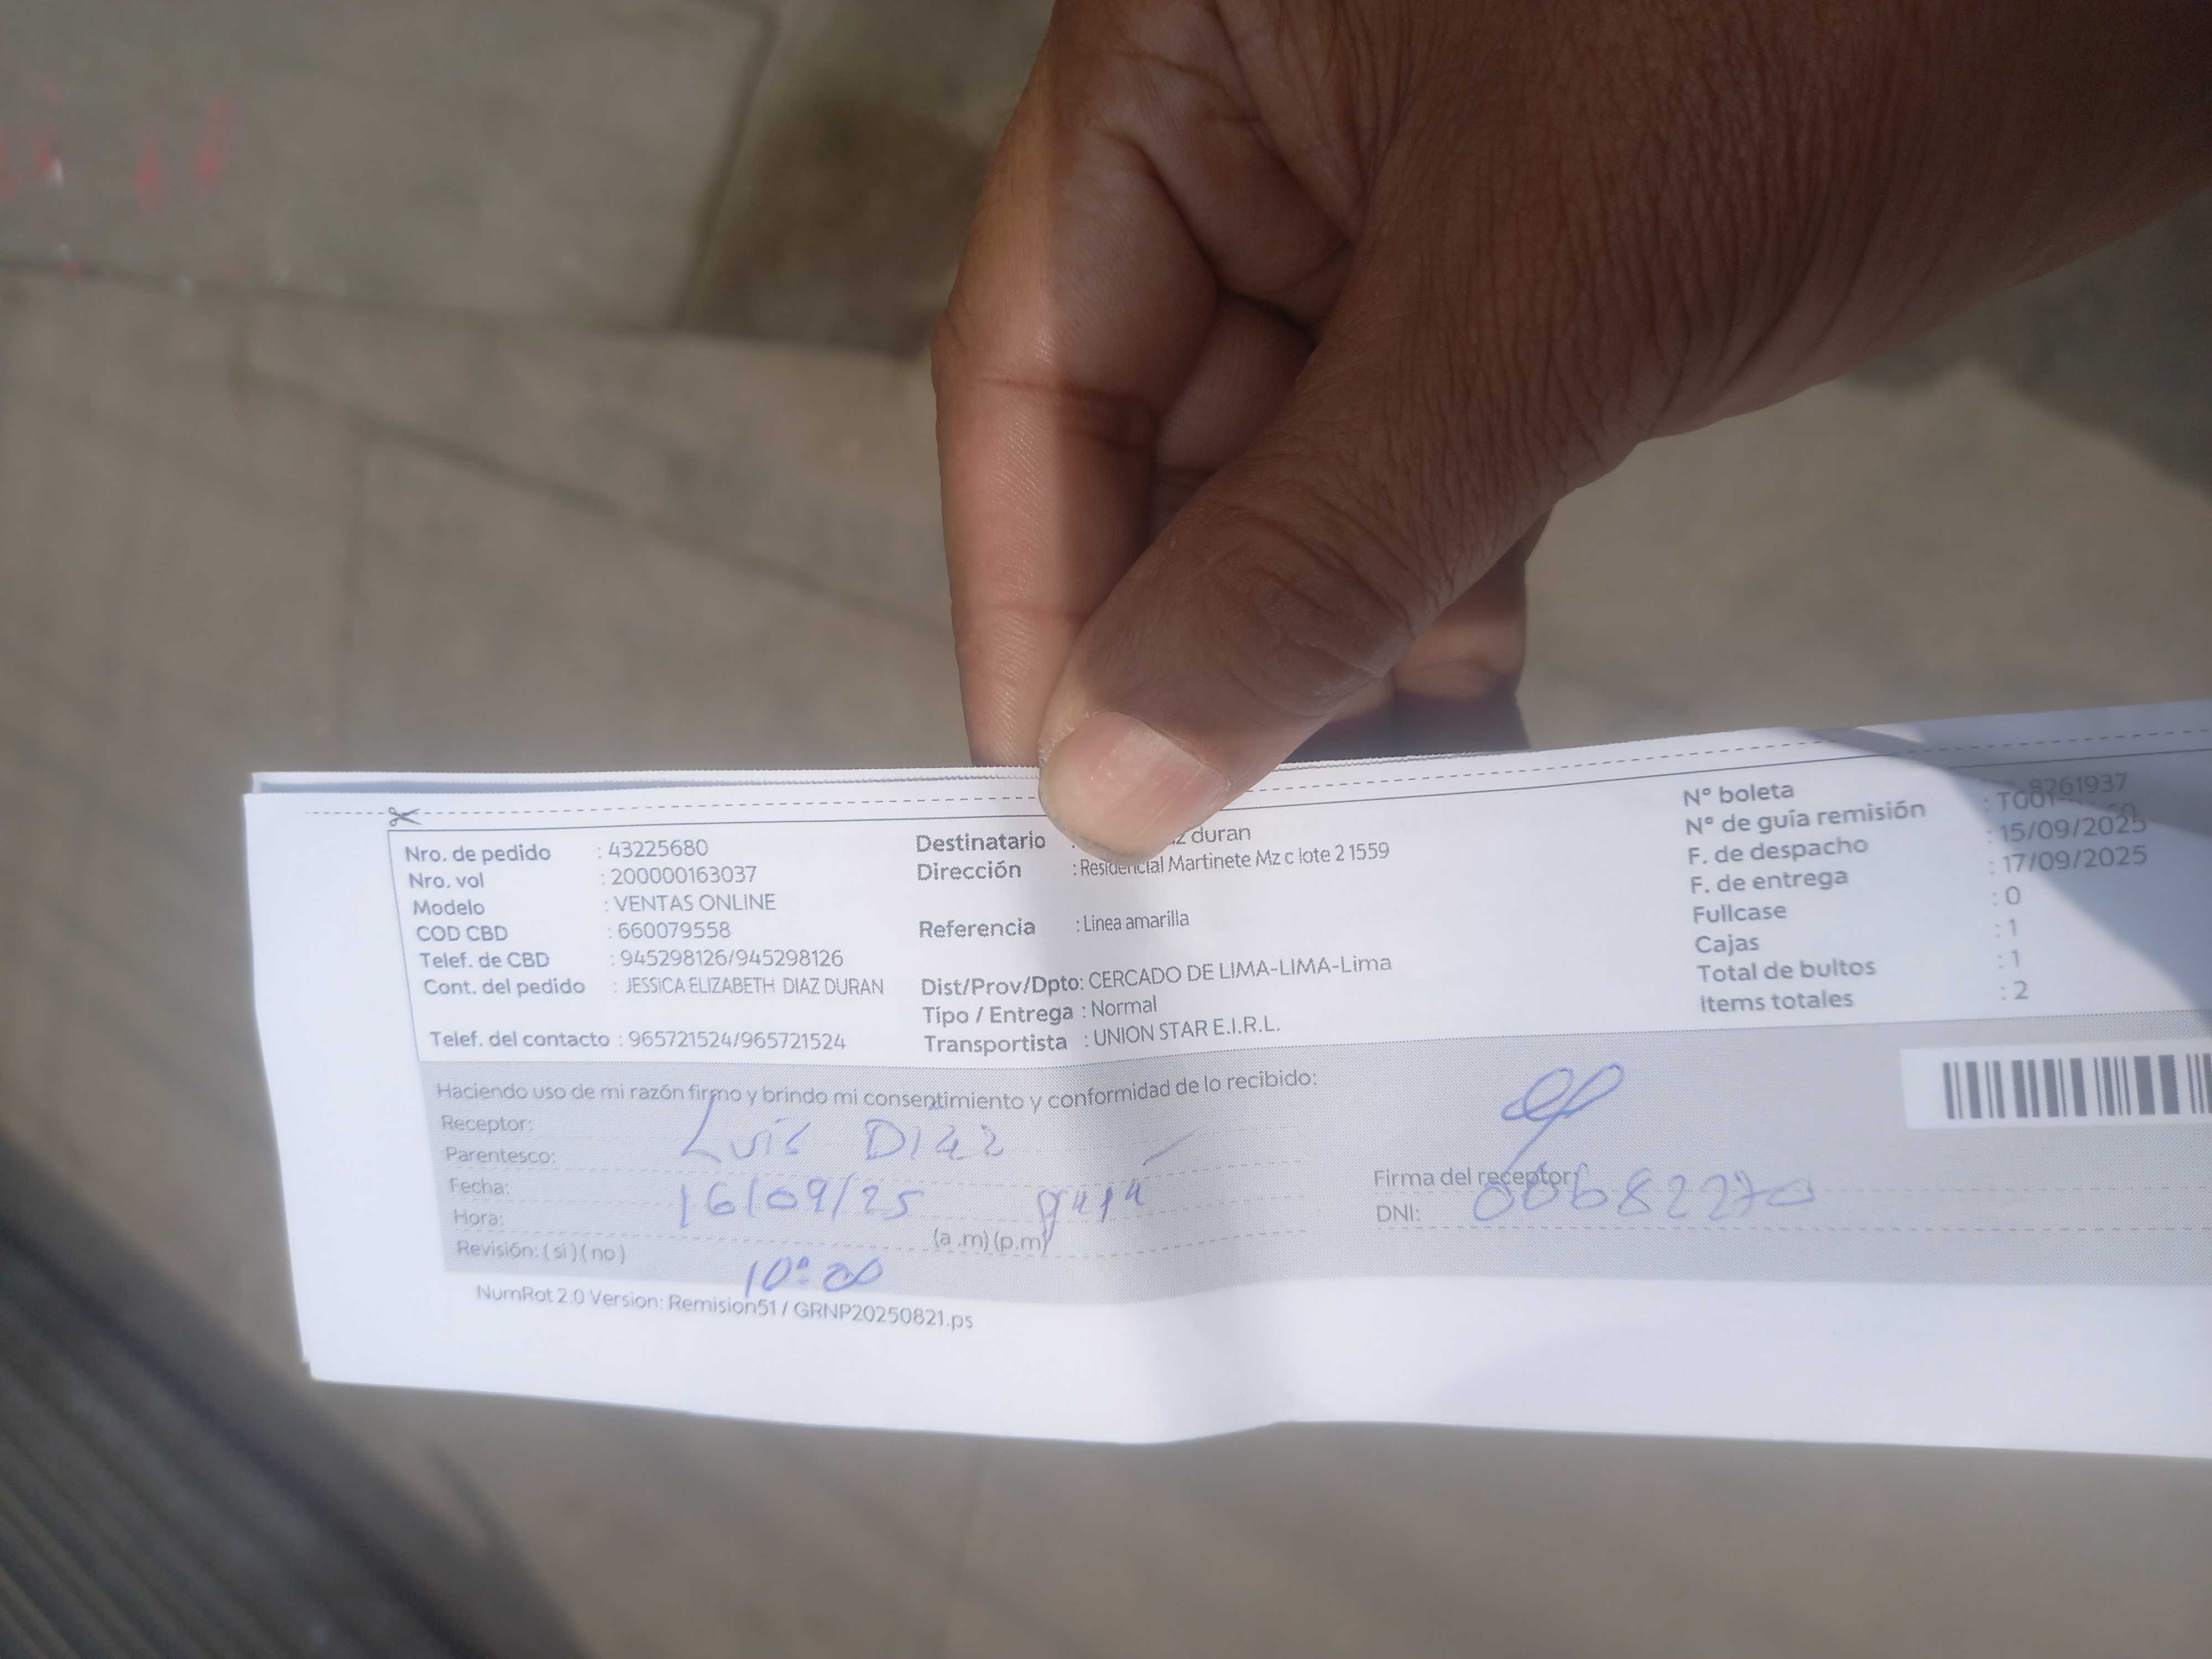 Nro. de pedido : 43225680
Nro. vol : 200000163037
Modelo : VENTAS ONLINE
COD CBD : 660079558
Telef. de CBD : 945298126/945298126
Cont. del pedido : JESSICA ELIZABETH DIAZ DURAN
Telef. del contacto : 965721524/965721524
Destinatario : duran
Dirección : Residencial Martinete Mz c lote 2 1559
Referencia : Linea amarilla
Dist/Prov/Dpto: CERCADO DE LIMA-LIMA-Lima
Tipo / Entrega : Normal
Transportista : UNION STAR E.I.R.L.
N° boleta
N° de guía remisión
F. de despacho : 15/09/2025
F. de entrega : 17/09/2025
Fullcase : 0
Cajas : 1
Total de bultos : 1
Items totales : 2
Haciendo uso de mi razón firmo y brindo mi consentimiento y conformidad de lo recibido:
Receptor: Luis Diaz
Parentesco: papá
Fecha: 16/09/25
Hora: 10:20 (a .m) (p.m)
Revisión: ( si ) ( no )
Firma del receptor:
DNI: 00682270
NumRot 2.0 Version: Remision51 / GRNP20250821.ps